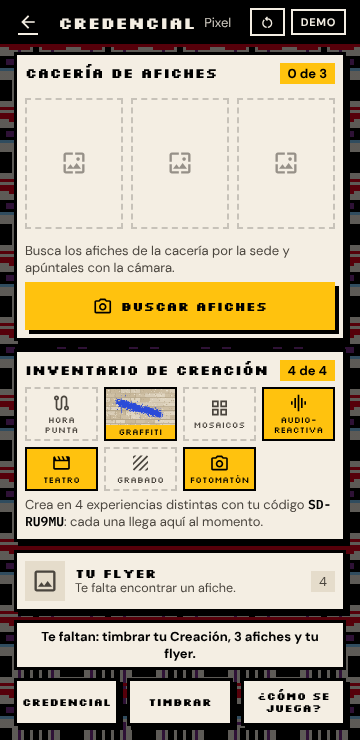 CREDENCIAL Pixel DEMO
CACERÍA DE AFICHES 0 de 3
Busca los afiches de la cacería por la sede y
apúntales con la cámara.
BUSCAR AFICHES
INVENTARIO DE CREACIÓN 4 de 4
HORA
PUNTA
GRAFFITI
MOSAICOS
AUDIO-
REACTIVA
TEATRO
GRABADO
FOTOMATÓN
Crea en 4 experiencias distintas con tu código SD-
RU9MU: cada una llega aquí al momento.
TU FLYER
Te falta encontrar un afiche.
4
Te faltan: timbrar tu Creación, 3 afiches y tu
flyer.
CREDENCIAL
TIMBRAR
¿CÓMO SE
JUEGA?